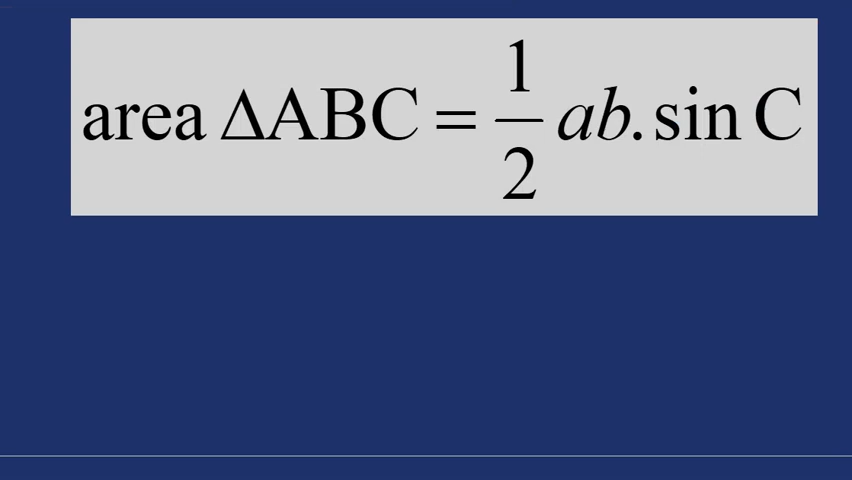 area ΔABC = 1/2 ab. sin C